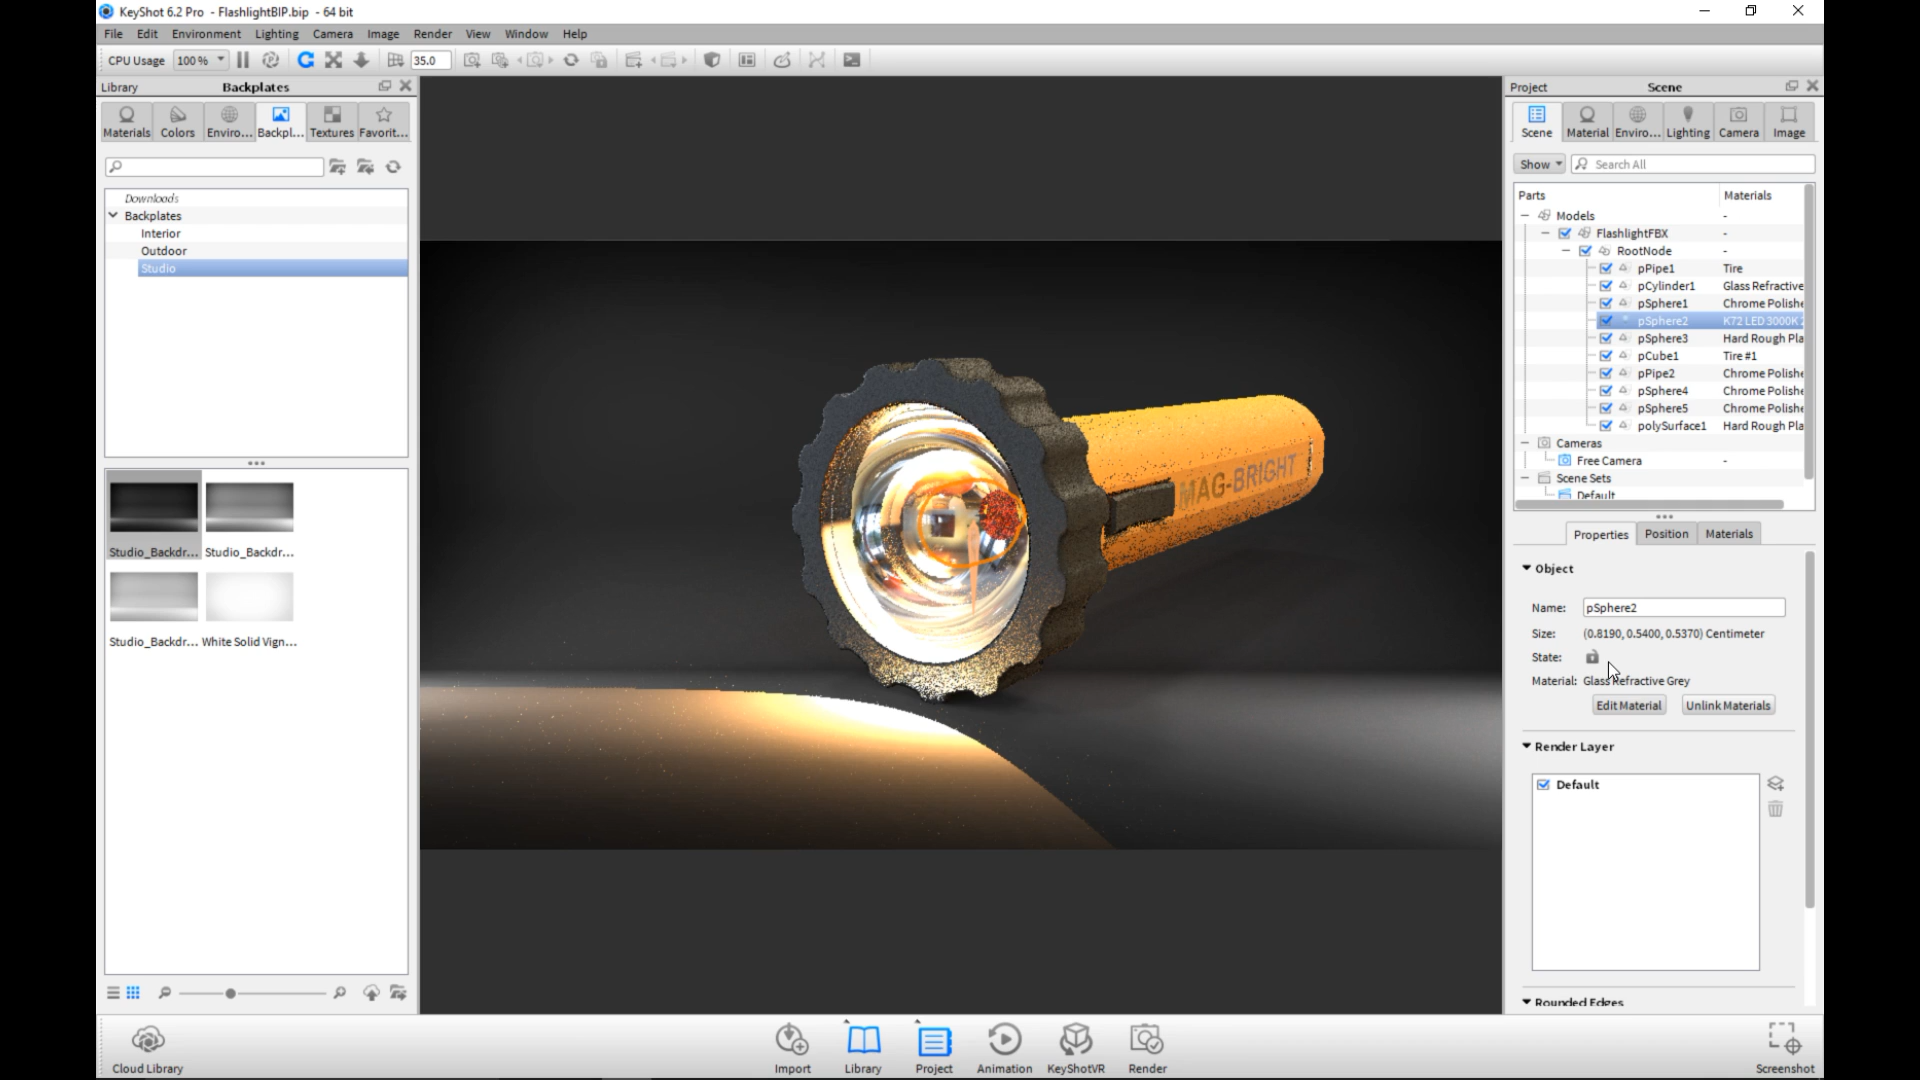 KeyShot 6.2 Pro - FlashlightBIP.bip - 64 bit
File Edit Environment Lighting Camera Image Render View Window Help
CPU Usage 100 % 35.0
Library Backplates
Materials Colors Enviro... Backpl... Textures Favorit...
Downloads
Backplates
Interior
Outdoor
Studio
Studio_Backdr... Studio_Backdr...
Studio_Backdr... White Solid Vign...
MAG-BRIGHT
Project Scene
Scene Material Enviro... Lighting Camera Image
Show Search All
Parts Materials
Models -
FlashlightFBX -
RootNode -
pPipe1 Tire
pCylinder1 Glass Refractive
pSphere1 Chrome Polishe
pSphere2 K72 LED 3000K 2
pSphere3 Hard Rough Pla
pCube1 Tire #1
pPipe2 Chrome Polishe
pSphere4 Chrome Polishe
pSphere5 Chrome Polishe
polySurface1 Hard Rough Pla
Cameras
Free Camera -
Scene Sets
Default
Properties Position Materials
Object
Name: pSphere2
Size: (0.8190, 0.5400, 0.5370) Centimeter
State:
Material: Glass Refractive Grey
Edit Material Unlink Materials
Render Layer
Default
Rounded Edges
Cloud Library Import Library Project Animation KeyShotVR Render Screenshot